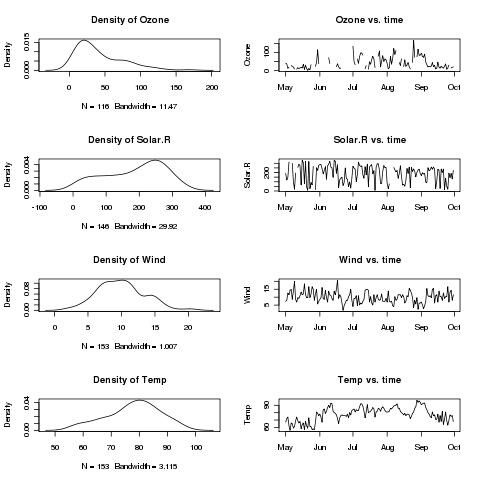 Density of Ozone
Density
0.000 0.015
0 50 100 150 200
N = 116 Bandwidth = 11.47
Ozone vs. time
Ozone
0 100
May Jun Jul Aug Sep Oct
Density of Solar.R
Density
0.000 0.004
-100 0 100 200 300 400
N = 146 Bandwidth = 29.92
Solar.R vs. time
Solar.R
0 200
May Jun Jul Aug Sep Oct
Density of Wind
Density
0.00 0.08
0 5 10 15 20
N = 153 Bandwidth = 1.007
Wind vs. time
Wind
5 15
May Jun Jul Aug Sep Oct
Density of Temp
Density
0.00 0.04
50 60 70 80 90 100
N = 153 Bandwidth = 3.115
Temp vs. time
Temp
60 90
May Jun Jul Aug Sep Oct